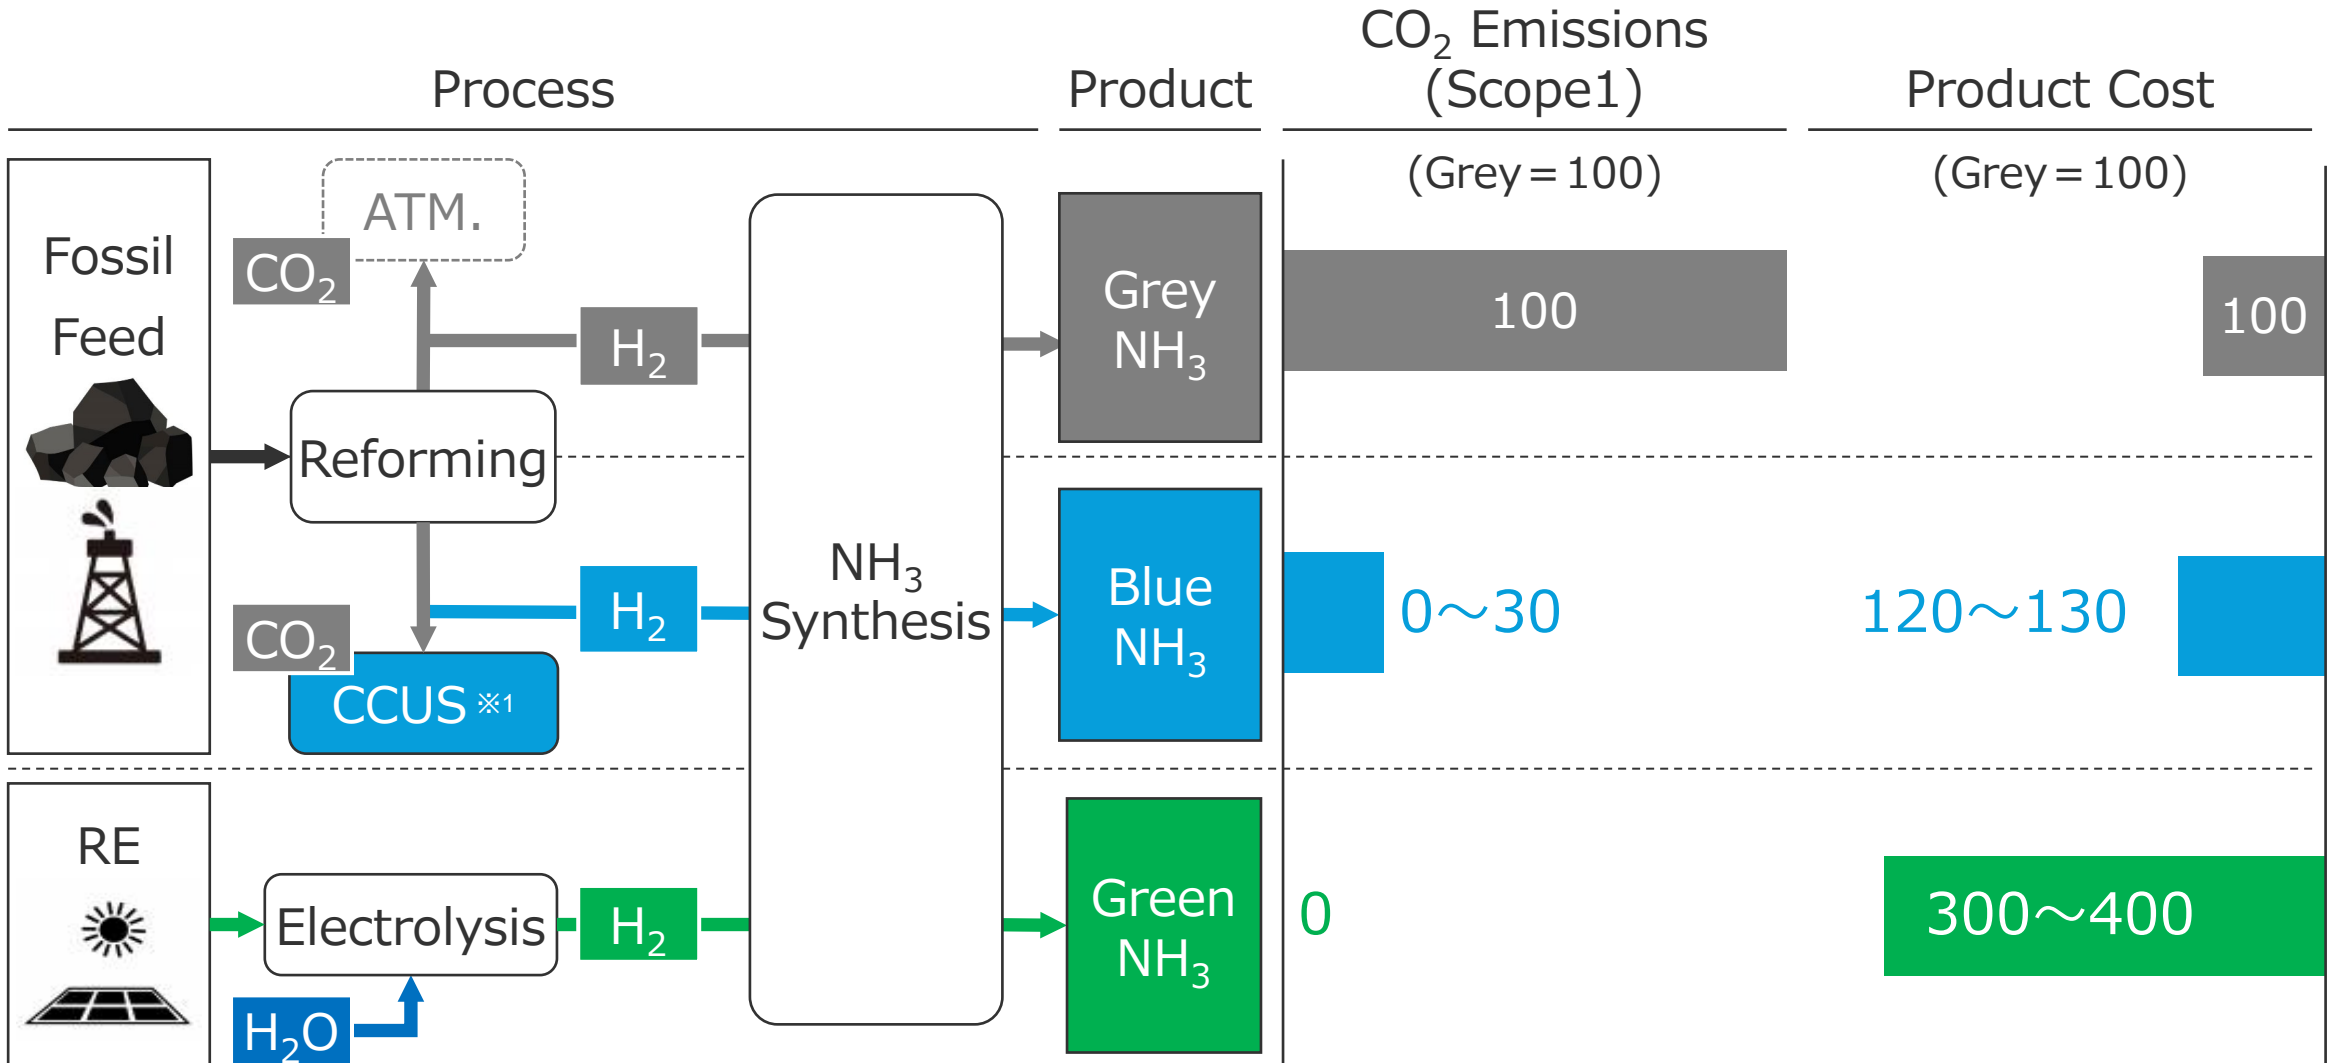 CO₂ Emissions
Process
Product
(Scope1)
Product Cost
(Grey=100)
(Grey=100)
Fossil
Feed
ATM.
CO₂
H₂
Grey
NH₃
100
100
Reforming
NH₃
Synthesis
CO₂
H₂
CCUS ※1
Blue
NH₃
0～30
120～130
RE
Electrolysis
H₂
H₂O
Green
NH₃
0
300～400